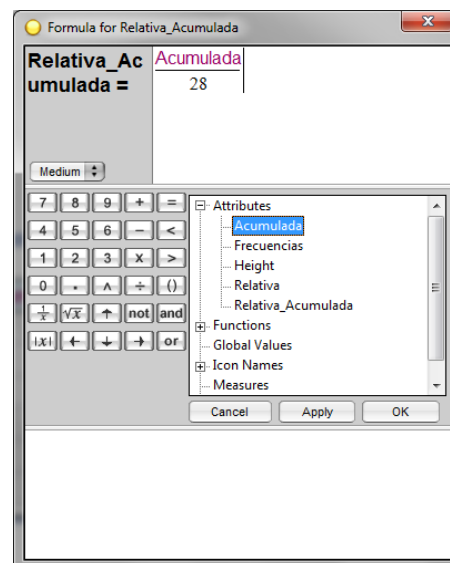 Formula for Relativa_Acumulada
x
Relativa_Ac
umulada =
Acumulada
28
Medium
7 8 9 + =
4 5 6 − <
1 2 3 x >
0 . ^ ÷ ()
1/x √x ↑ not and
|x| ← ↓ → or
Attributes
Acumulada
Frecuencias
Height
Relativa
Relativa_Acumulada
Functions
Global Values
Icon Names
Measures
Cancel Apply OK